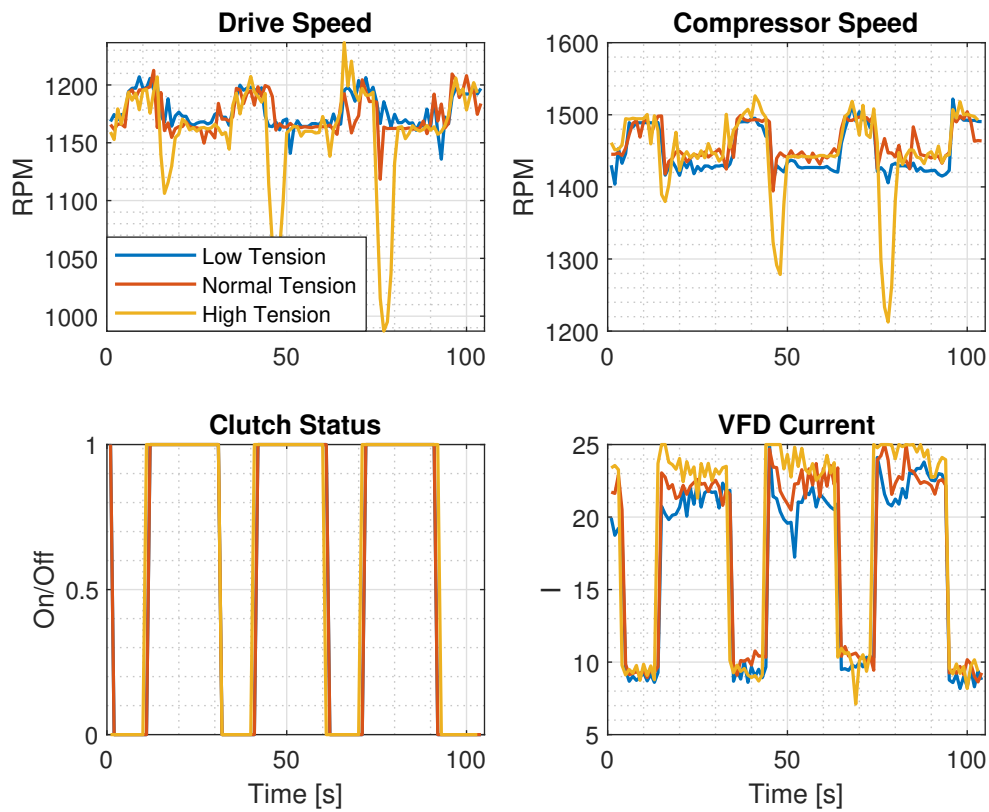 Drive Speed
RPM
1200
1150
1100
1050
1000
0
50
100
Low Tension
Normal Tension
High Tension
Compressor Speed
RPM
1600
1500
1400
1300
1200
0
50
100
Clutch Status
On/Off
1
0.5
0
0
50
100
Time [s]
VFD Current
I
25
20
15
10
5
0
50
100
Time [s]